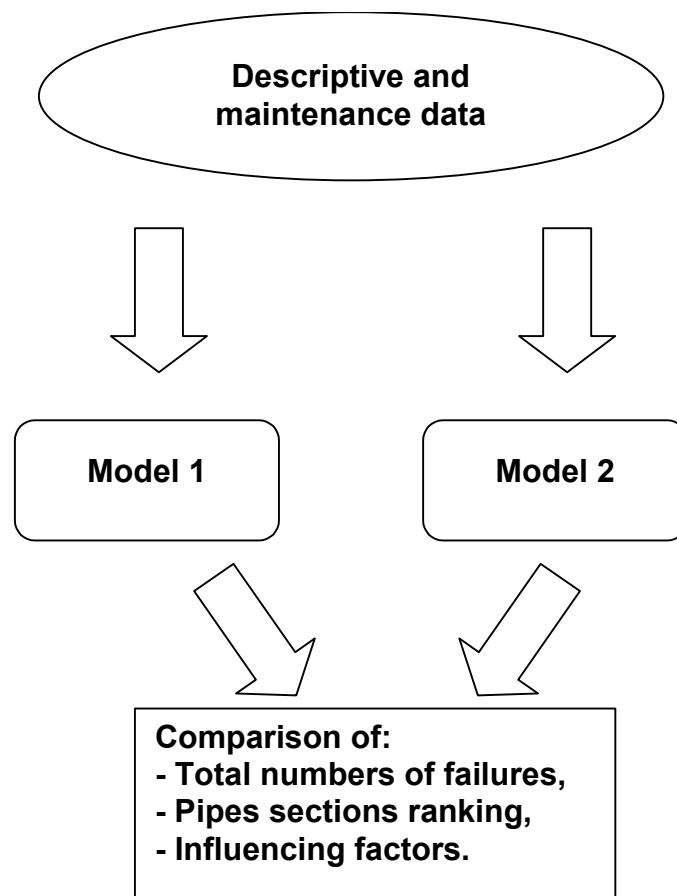 Descriptive and
maintenance data
Model 1
Model 2
Comparison of:
- Total numbers of failures,
- Pipes sections ranking,
- Influencing factors.